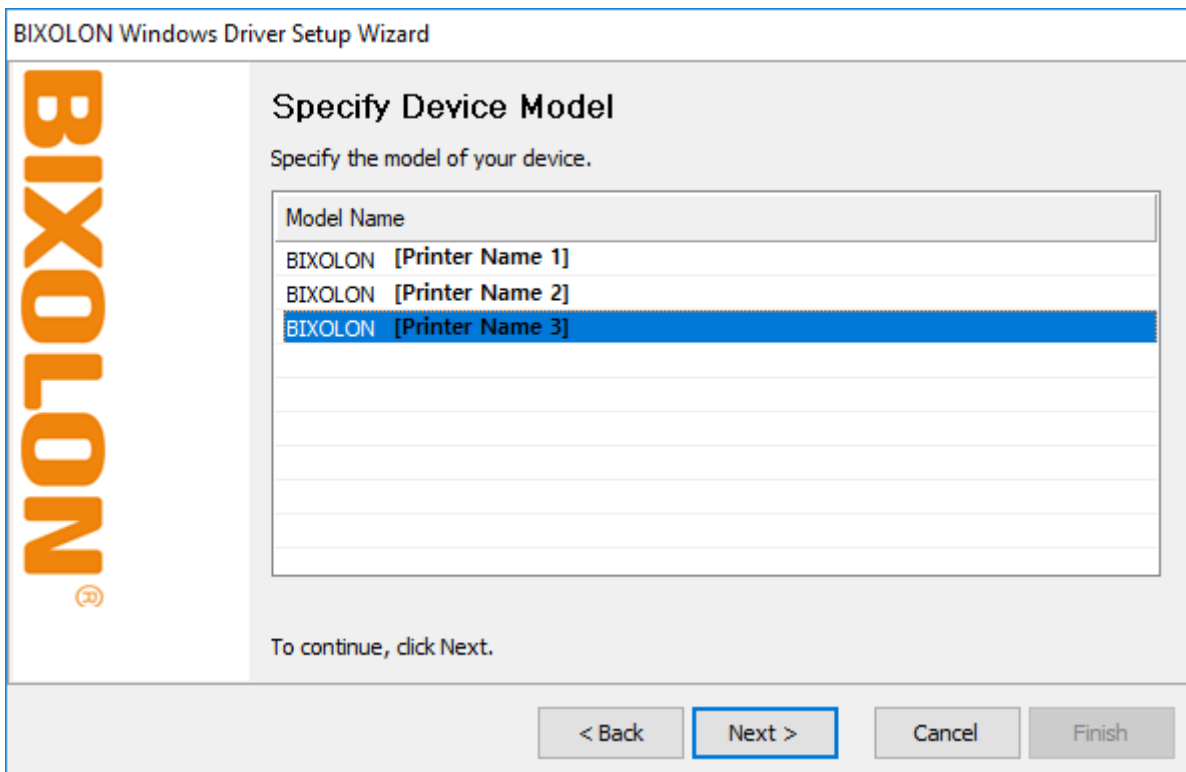 BIXOLON Windows Driver Setup Wizard
BIXOLON®
Specify Device Model
Specify the model of your device.
Model Name
BIXOLON [Printer Name 1]
BIXOLON [Printer Name 2]
BIXOLON [Printer Name 3]
To continue, click Next.
< Back Next > Cancel Finish